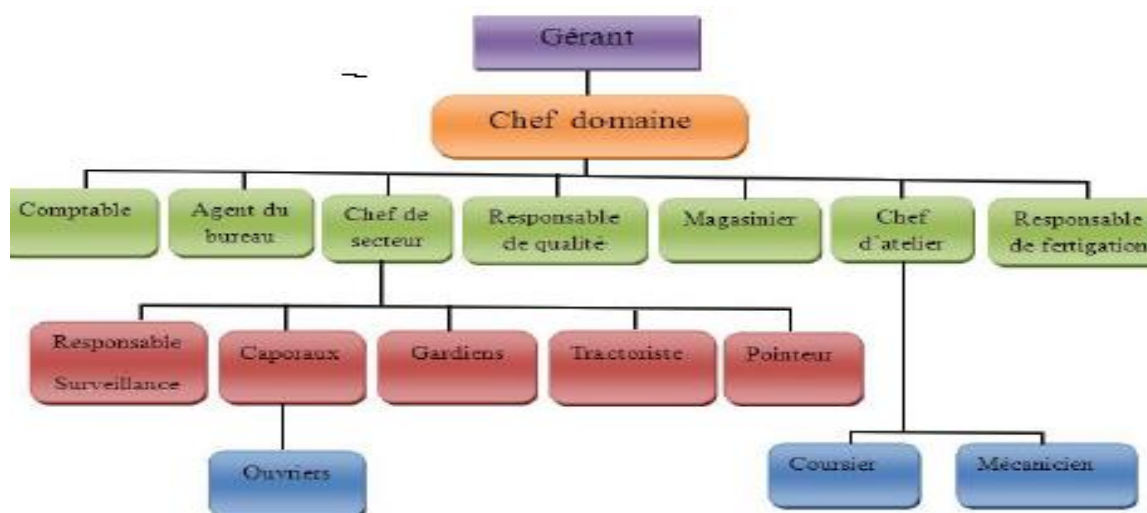 Gérant
Chef domaine
Comptable
Agent du
bureau
Chef de
secteur
Responsable
de qualité
Magasinier
Chef
d'atelier
Responsable
de fertigation
Responsable
Surveillance
Caporaux
Gardiens
Tractoriste
Pointeur
Ouvriers
Coursier
Mécanicien